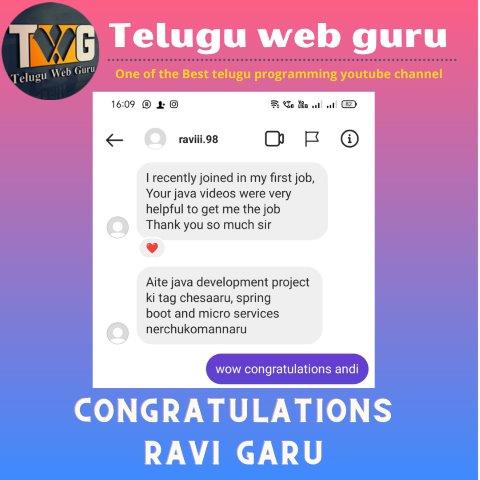 TWG
Telugu Web Guru
Telugu web guru
One of the Best telugu programming youtube channel
16:09
82
raviii.98
I recently joined in my first job,
Your java videos were very
helpful to get me the job
Thank you so much sir
Aite java development project
ki tag chesaaru, spring
boot and micro services
nerchukomannaru
wow congratulations andi
CONGRATULATIONS
RAVI GARU